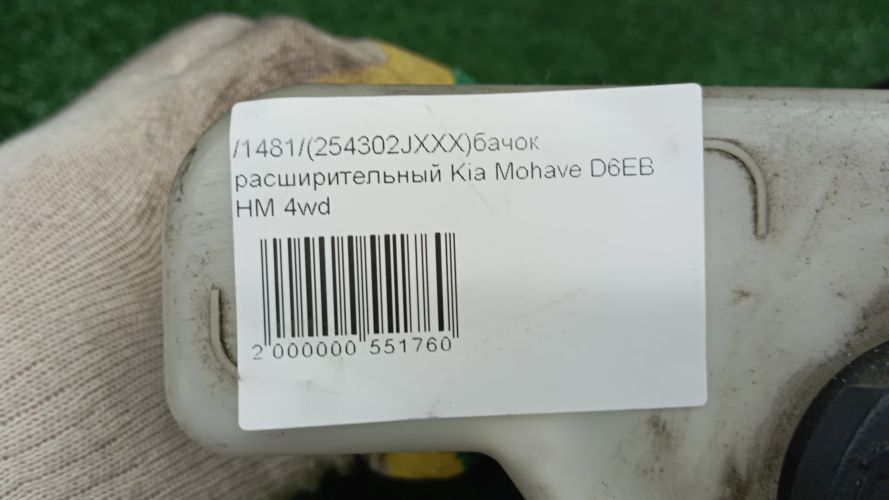 /1481/(254302JXXX)бачок
расширительный Kia Mohave D6EB
HM 4wd
2 000000 551760